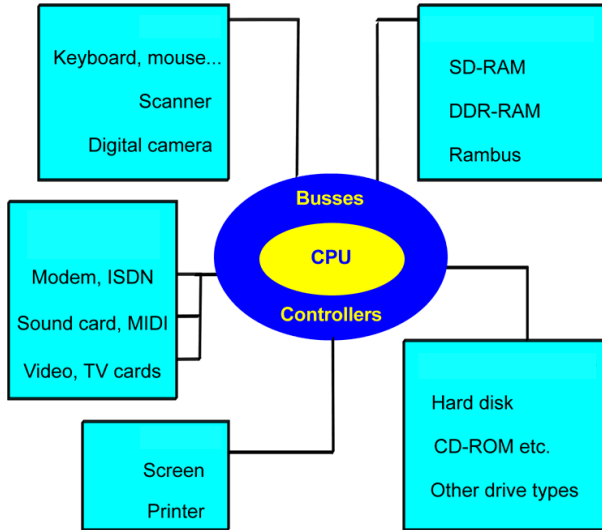 Keyboard, mouse...
Scanner
Digital camera
SD-RAM
DDR-RAM
Rambus
Busses
CPU
Controllers
Modem, ISDN
Sound card, MIDI
Video, TV cards
Hard disk
CD-ROM etc.
Other drive types
Screen
Printer